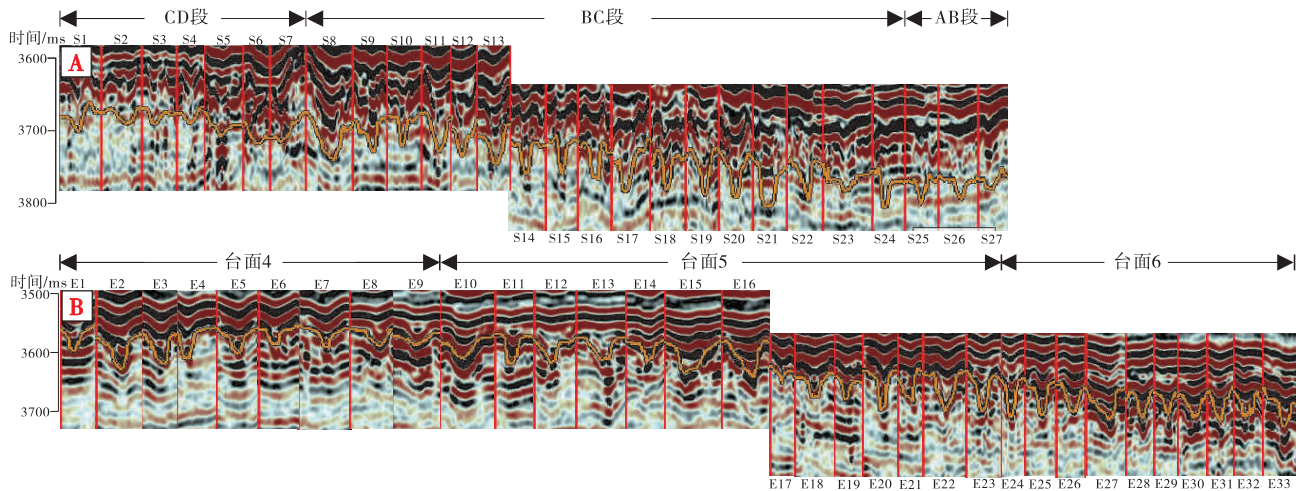 CD段 BC段 AB段
时间/ms S1 S2 S3 S4 S5 S6 S7 S8 S9 S10 S11 S12 S13
3600
A
3700
3800
S14 S15 S16 S17 S18 S19 S20 S21 S22 S23 S24 S25 S26 S27
台面4 台面5 台面6
时间/ms E1 E2 E3 E4 E5 E6 E7 E8 E9 E10 E11 E12 E13 E14 E15 E16
3500
B
3600
3700
E17 E18 E19 E20 E21 E22 E23 E24 E25 E26 E27 E28 E29 E30 E31 E32 E33